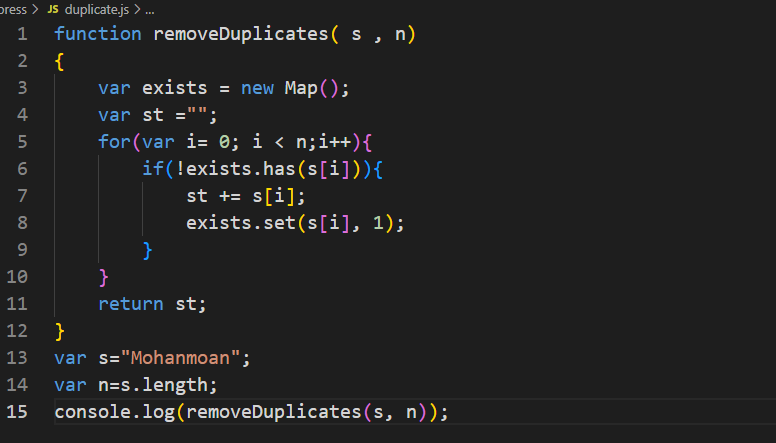 press > JS duplicate.js > ...
1 function removeDuplicates( s , n)
2 {
3     var exists = new Map();
4     var st ="";
5     for(var i= 0; i < n;i++){
6         if(!exists.has(s[i])){
7             st += s[i];
8             exists.set(s[i], 1);
9         }
10     }
11     return st;
12 }
13 var s="Mohanmoan";
14 var n=s.length;
15 console.log(removeDuplicates(s, n));